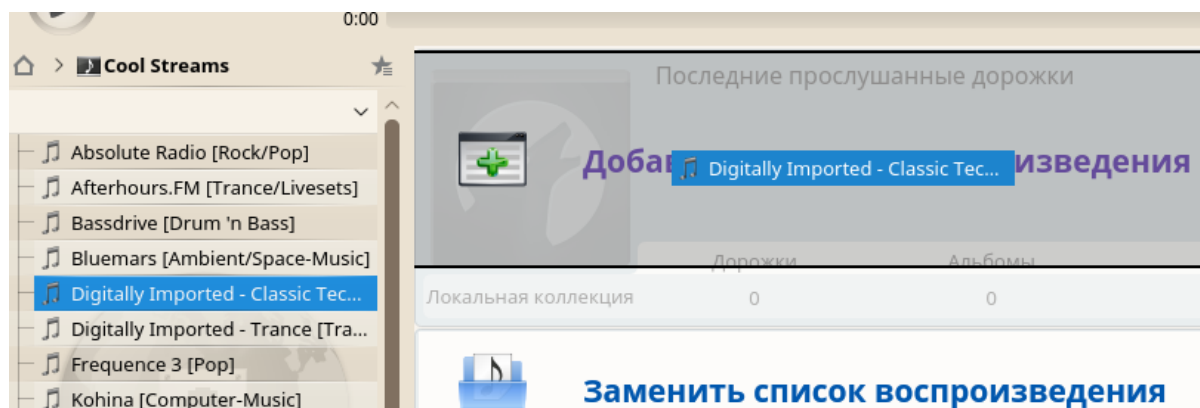 0:00
Cool Streams
Absolute Radio [Rock/Pop]
Afterhours.FM [Trance/Livesets]
Bassdrive [Drum 'n Bass]
Bluemars [Ambient/Space-Music]
Digitally Imported - Classic Tec...
Digitally Imported - Trance [Tra...
Frequence 3 [Pop]
Kohina [Computer-Music]
Последние прослушанные дорожки
Digitally Imported - Classic Tec...
Дорожки Альбомы
Локальная коллекция 0 0
Заменить список воспроизведения